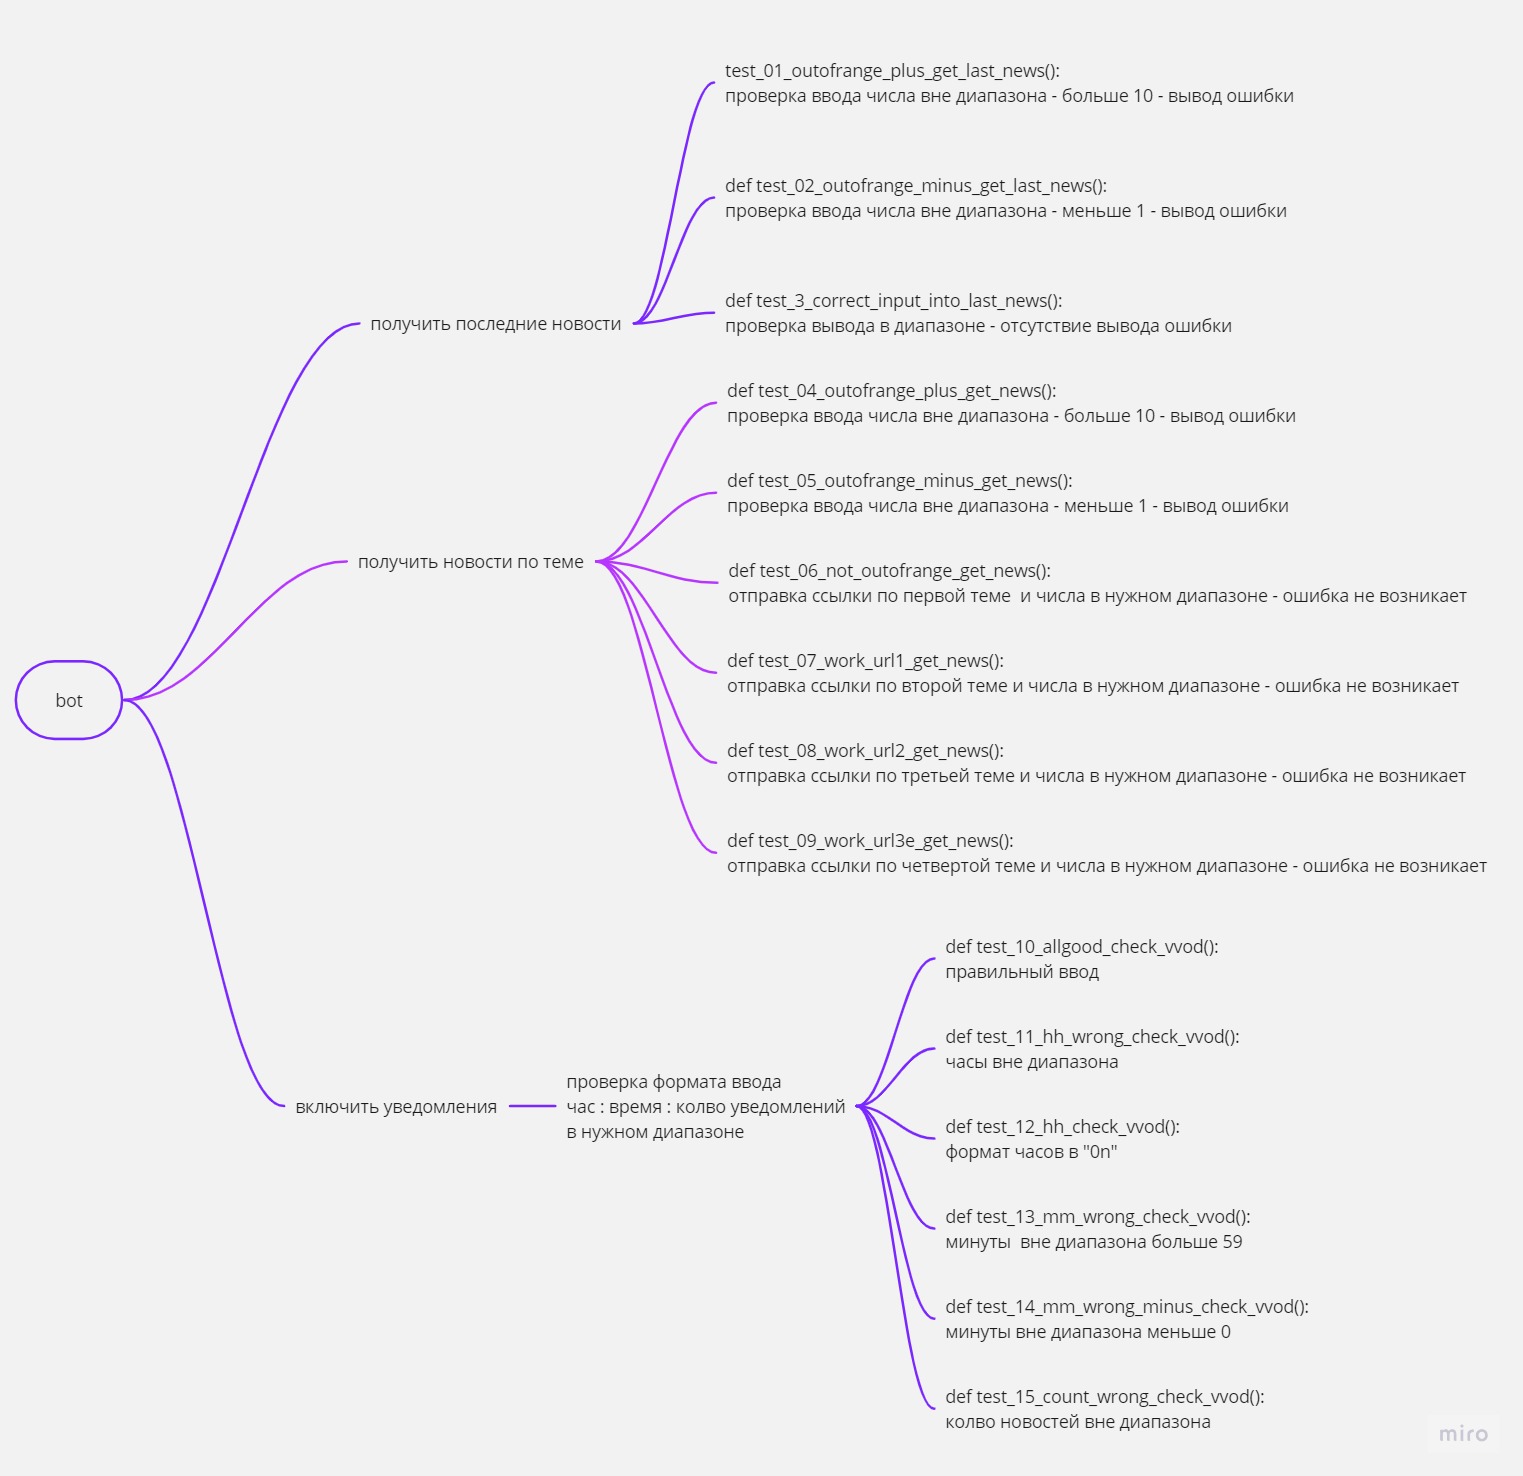 test_01_outofrange_plus_get_last_news():
проверка ввода числа вне диапазона - больше 10 - вывод ошибки
def test_02_outofrange_minus_get_last_news():
проверка ввода числа вне диапазона - меньше 1 - вывод ошибки
def test_3_correct_input_into_last_news():
проверка вывода в диапазоне - отсутствие вывода ошибки
получить последние новости
def test_04_outofrange_plus_get_news():
проверка ввода числа вне диапазона - больше 10 - вывод ошибки
def test_05_outofrange_minus_get_news():
проверка ввода числа вне диапазона - меньше 1 - вывод ошибки
получить новости по теме
def test_06_not_outofrange_get_news():
отправка ссылки по первой теме  и числа в нужном диапазоне - ошибка не возникает
def test_07_work_url1_get_news():
отправка ссылки по второй теме и числа в нужном диапазоне - ошибка не возникает
bot
def test_08_work_url2_get_news():
отправка ссылки по третьей теме и числа в нужном диапазоне - ошибка не возникает
def test_09_work_url3e_get_news():
отправка ссылки по четвертой теме и числа в нужном диапазоне - ошибка не возникает
включить уведомления
проверка формата ввода
час : время : колво уведомлений
в нужном диапазоне
def test_10_allgood_check_vvod():
правильный ввод
def test_11_hh_wrong_check_vvod():
часы вне диапазона
def test_12_hh_check_vvod():
формат часов в "0n"
def test_13_mm_wrong_check_vvod():
минуты  вне диапазона больше 59
def test_14_mm_wrong_minus_check_vvod():
минуты вне диапазона меньше 0
def test_15_count_wrong_check_vvod():
колво новостей вне диапазона
miro